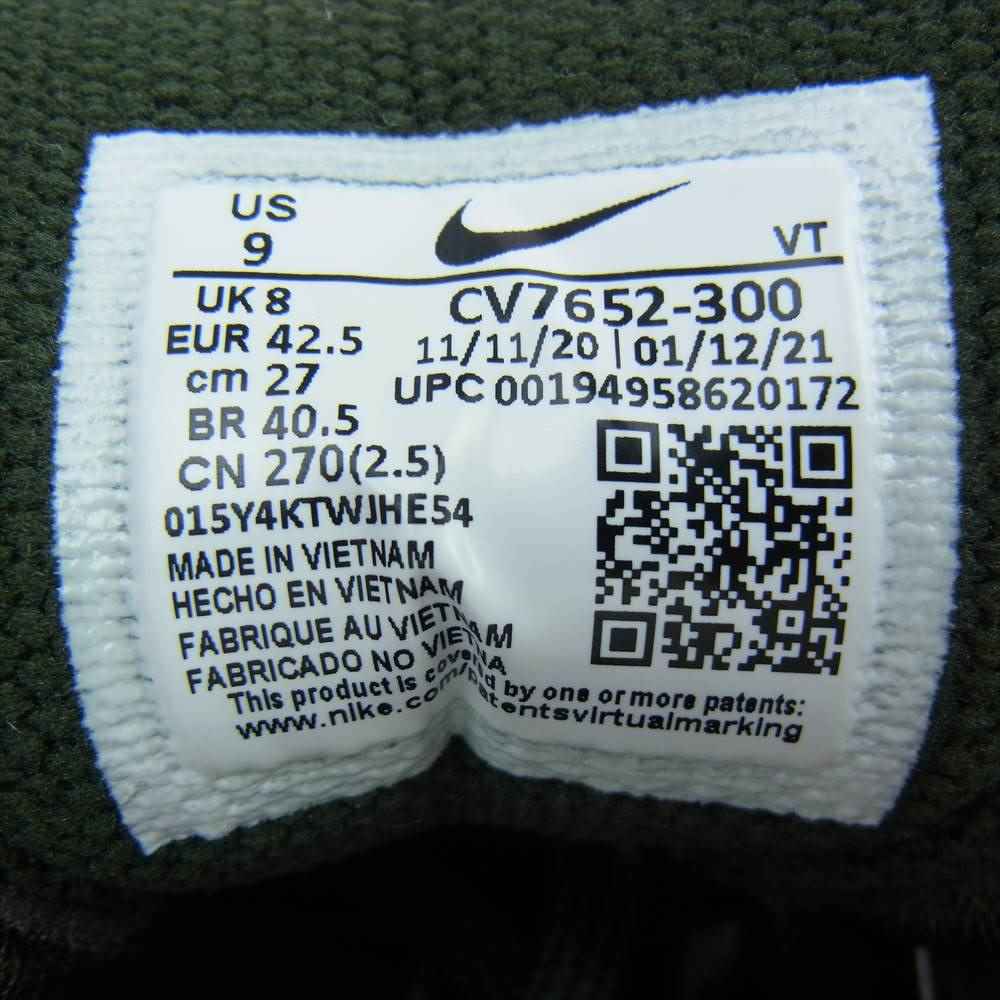 US
9
VT
UK 8
EUR 42.5
cm 27
BR 40.5
CN 270(2.5)
CV7652-300
11/11/20 | 01/12/21
UPC 00194958620172
015Y4KTWJHE54
MADE IN VIETNAM
HECHO EN VIETNAM
FABRIQUE AU VIETNAM
FABRICADO NO VIETNA
This product is covered by one or more patents:
www.nike.com/patentsvirtualmarking